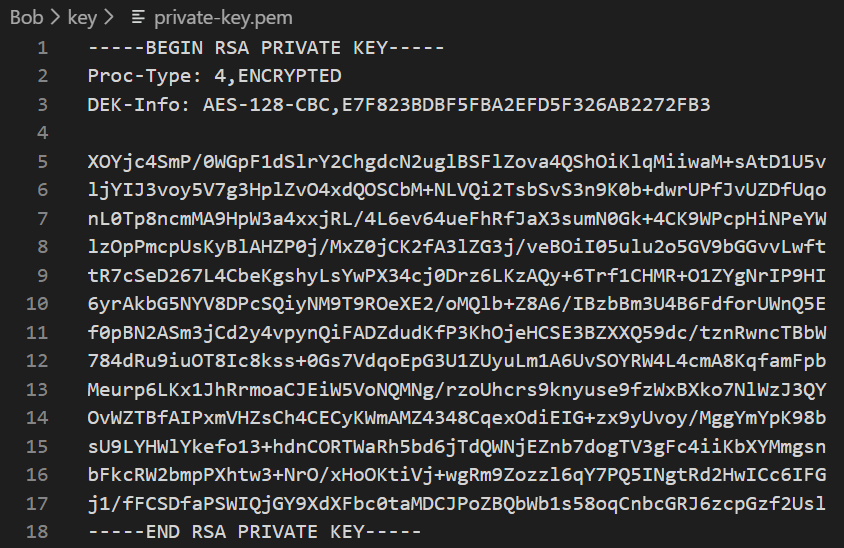 Bob > key > private-key.pem
1 -----BEGIN RSA PRIVATE KEY-----
2 Proc-Type: 4,ENCRYPTED
3 DEK-Info: AES-128-CBC,E7F823BDBF5FBA2EFD5F326AB2272FB3
4
5 XOYjc4SmP/0WGpF1dSlrY2ChgdcN2uglBSFlZova4QShOiKlqMiiwaM+sAtD1U5v
6 ljYIJ3voy5V7g3HplZvO4xdQOSCbM+NLVQi2TsbSvS3n9K0b+dwrUPfJvUZDfUqo
7 nL0Tp8ncmMA9HpW3a4xxjRL/4L6ev64ueFhRfJaX3sumN0Gk+4CK9WPcpHiNPeYW
8 lzOpPmcpUsKyBlAHZP0j/MxZ0jCK2fA3lZG3j/veBOiI05ulu2o5GV9bGGvvLwft
9 tR7cSeD267L4CbeKgshyLsYwPX34cj0Drz6LKzAQy+6Trf1CHMR+O1ZYgNrIP9HI
10 6yrAkbG5NYV8DPcSQiyNM9T9ROeXE2/oMQlb+Z8A6/IBzbBm3U4B6FdforUWnQ5E
11 f0pBN2ASm3jCd2y4vpynQiFADZdudKfP3KhOjeHCSE3BZXXQ59dc/tznRwncTBbW
12 784dRu9iuOT8Ic8kss+0Gs7VdqoEpG3U1ZUyuLm1A6UvSOYRW4L4cmA8KqfamFpb
13 Meurp6LKx1JhRrmoaCJEiW5VoNQMNg/rzoUhcrs9knyuse9fzWxBXko7NlWzJ3QY
14 OvWZTBfAIPxmVHZsCh4CECyKWmAMZ4348CqexOdiEIG+zx9yUvoy/MggYmYpK98b
15 sU9LYHWlYkefo13+hdnCORTWaRh5bd6jTdQWNjEZnb7dogTV3gFc4iiKbXYMmgsn
16 bFkcRW2bmpPXhtw3+NrO/xHoOKtiVj+wgRm9Zozzl6qY7PQ5INgtRd2HwICc6IFG
17 j1/fFCSDfaPSWIQjGY9XdXFbc0taMDCJPoZBQbWb1s58oqCnbcGRJ6zcpGzf2Usl
18 -----END RSA PRIVATE KEY-----